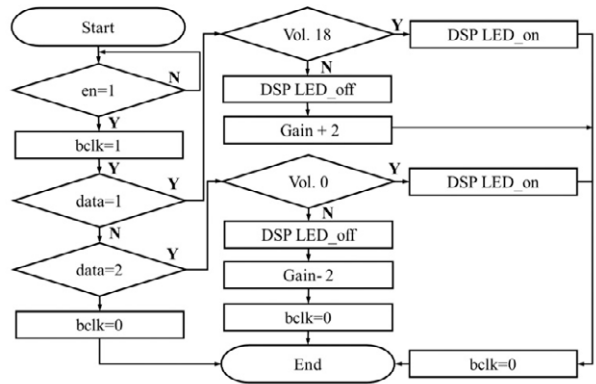 Start
en=1
N
Y
bclk=1
Y
data=1
Y
N
data=2
Y
bclk=0
Vol. 18
Y
DSP LED_on
N
DSP LED_off
Gain + 2
Vol. 0
Y
DSP LED_on
N
DSP LED_off
Gain- 2
bclk=0
End
bclk=0